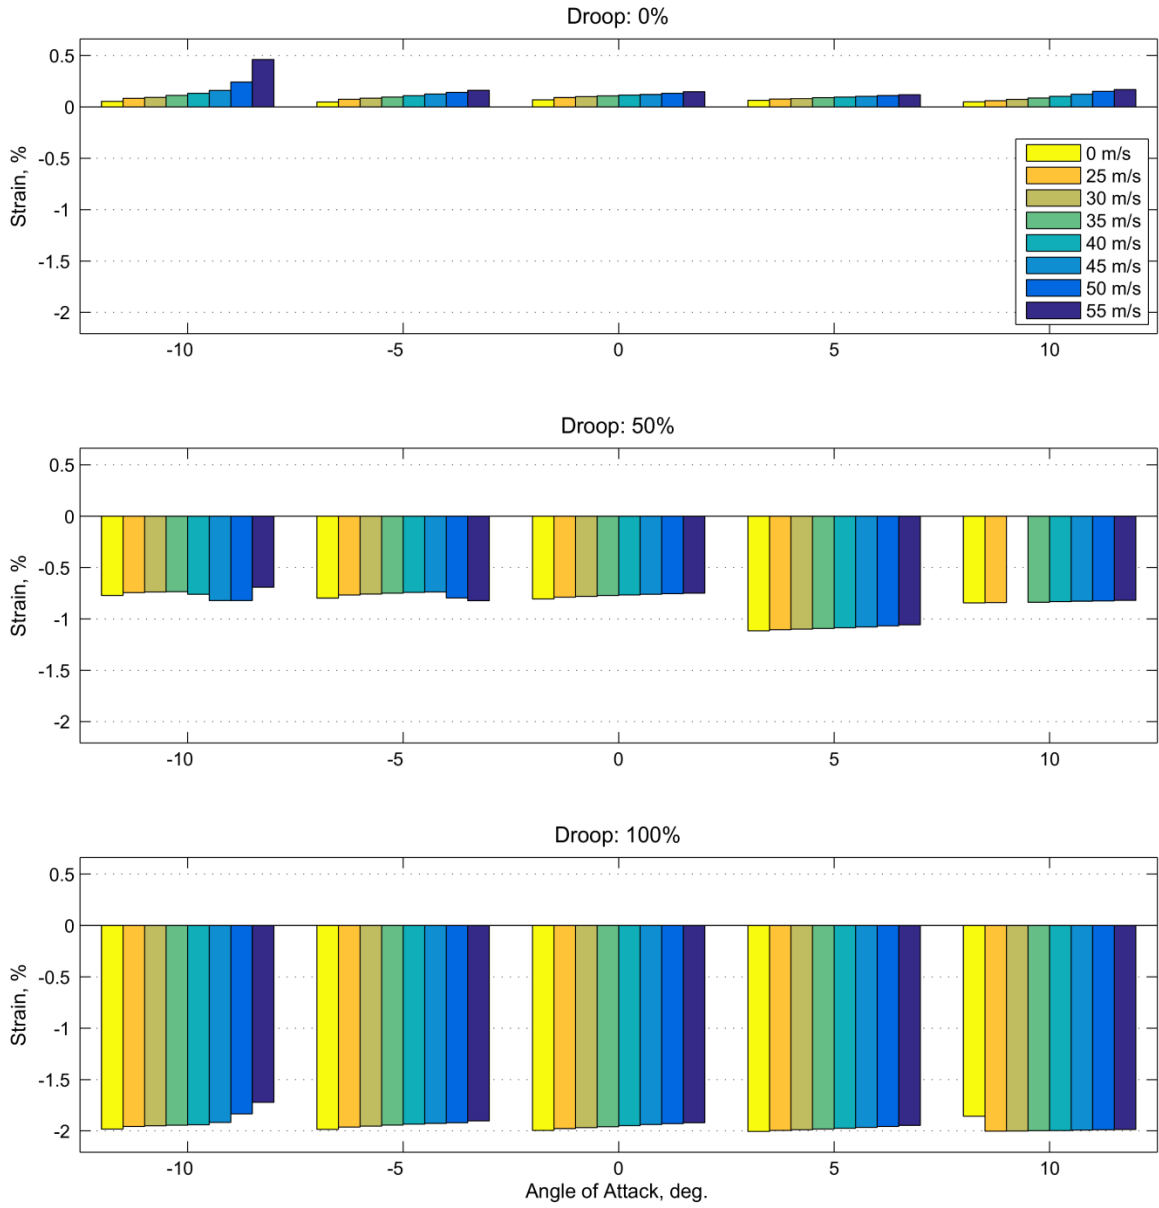 Droop: 0%
Strain, %
0.5
0
-0.5
-1
-1.5
-2
-10
-5
0
5
10
0 m/s
25 m/s
30 m/s
35 m/s
40 m/s
45 m/s
50 m/s
55 m/s
Droop: 50%
Strain, %
0.5
0
-0.5
-1
-1.5
-2
-10
-5
0
5
10
Droop: 100%
Strain, %
0.5
0
-0.5
-1
-1.5
-2
-10
-5
0
5
10
Angle of Attack, deg.